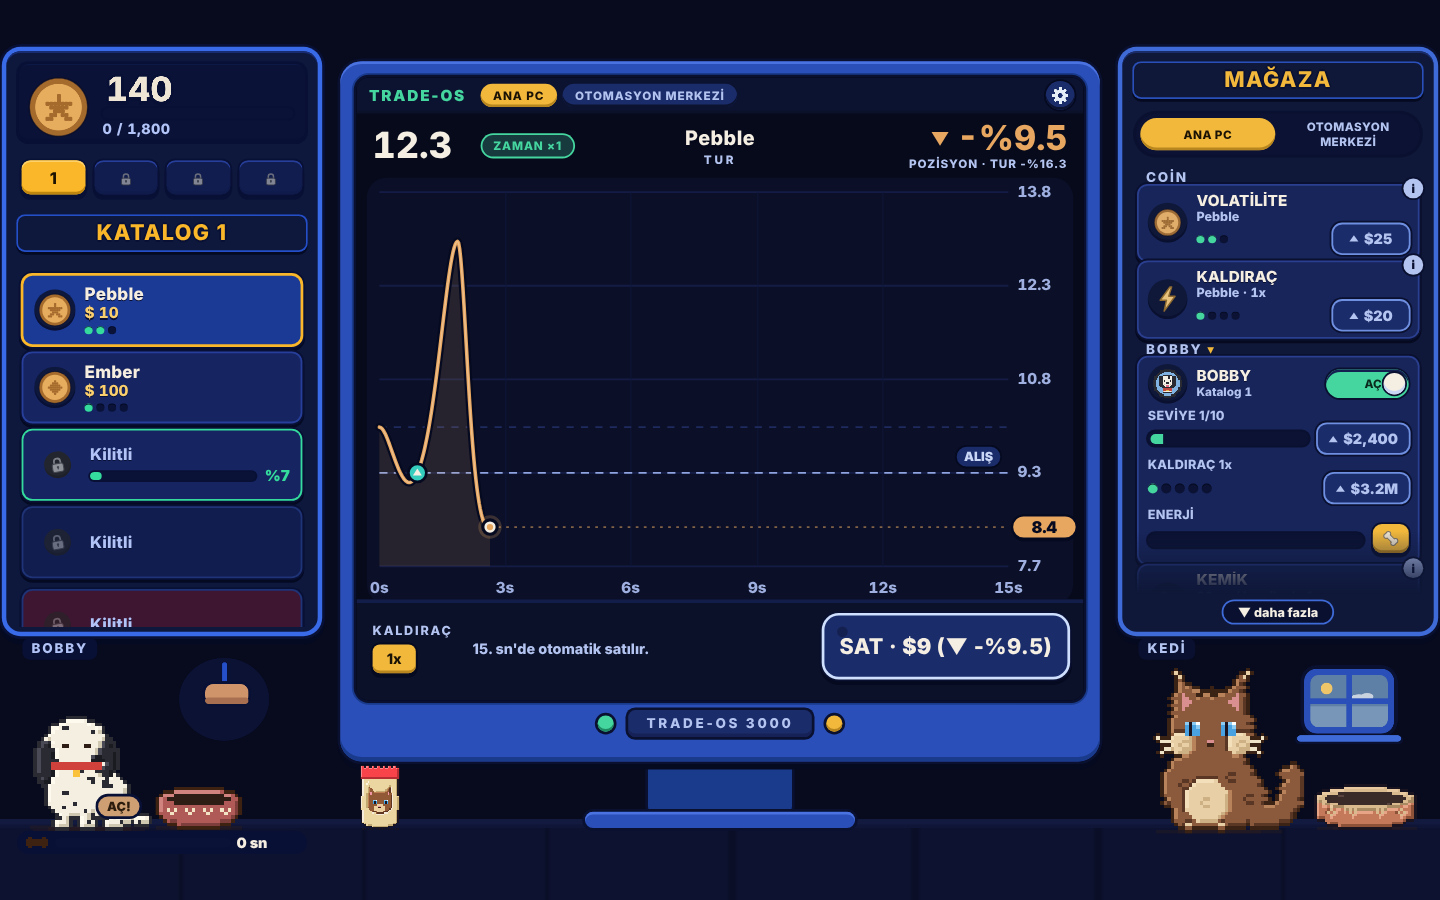 140
0 / 1,800
1
KATALOG 1
Pebble
$ 10
Ember
$ 100
Kilitli
%7
Kilitli
Kilitli
BOBBY
AÇ!
0 sn
TRADE-OS
ANA PC
OTOMASYON MERKEZİ
12.3
ZAMAN ×1
Pebble
TUR
▼ -%9.5
POZİSYON · TUR -%16.3
13.8
12.3
10.8
ALIŞ
9.3
8.4
7.7
0s
3s
6s
9s
12s
15s
KALDIRAÇ
1x
15. sn'de otomatik satılır.
SAT · $9 (▼ -%9.5)
TRADE-OS 3000
MAĞAZA
ANA PC
OTOMASYON
MERKEZİ
COİN
i
VOLATİLİTE
Pebble
▲ $25
i
KALDIRAÇ
Pebble · 1x
▲ $20
BOBBY ▼
BOBBY
Katalog 1
AÇ
SEVİYE 1/10
▲ $2,400
KALDIRAÇ 1x
▲ $3.2M
ENERJİ
i
KEMİK
▼ daha fazla
KEDİ